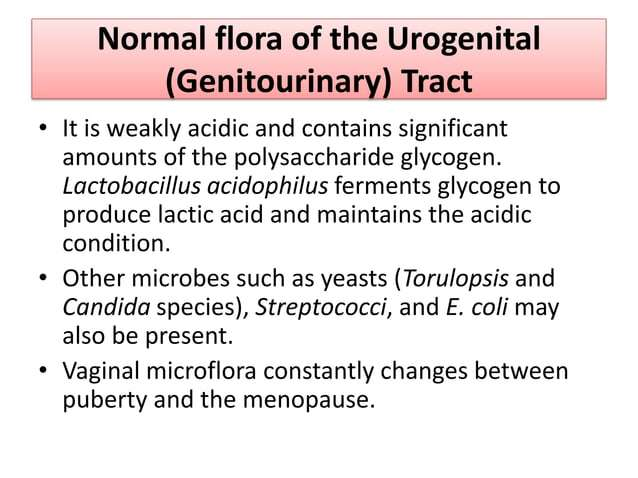 Normal flora of the Urogenital
(Genitourinary) Tract
• It is weakly acidic and contains significant
amounts of the polysaccharide glycogen.
Lactobacillus acidophilus ferments glycogen to
produce lactic acid and maintains the acidic
condition.
• Other microbes such as yeasts (Torulopsis and
Candida species), Streptococci, and E. coli may
also be present.
• Vaginal microflora constantly changes between
puberty and the menopause.